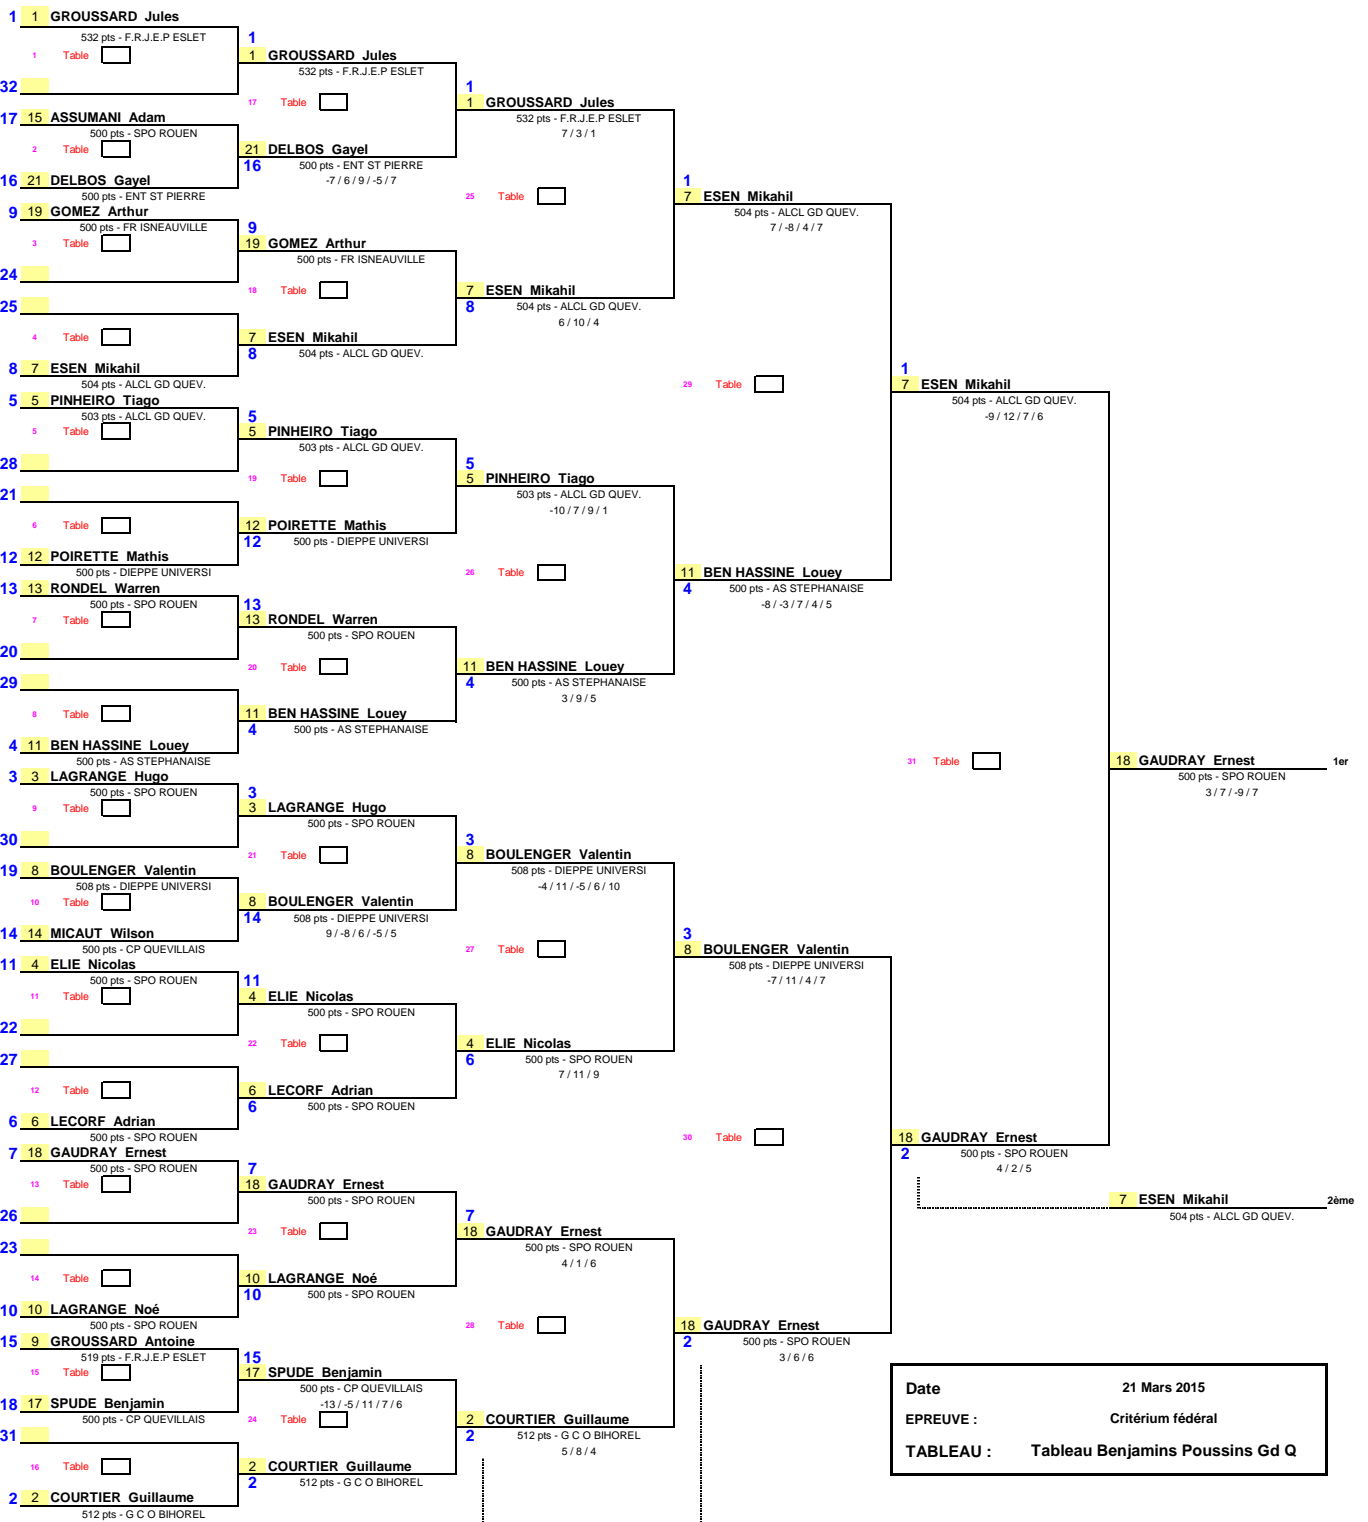 1 1 GROUSSARD Jules
532 pts - F.R.J.E.P ESLET
1 Table
32
17 15 ASSUMANI Adam
500 pts - SPO ROUEN
2 Table
16 21 DELBOS Gayel
500 pts - ENT ST PIERRE
9 19 GOMEZ Arthur
500 pts - FR ISNEAUVILLE
3 Table
24
25
4 Table
8 7 ESEN Mikahil
504 pts - ALCL GD QUEV.
5 5 PINHEIRO Tiago
503 pts - ALCL GD QUEV.
5 Table
28
21
6 Table
12 12 POIRETTE Mathis
500 pts - DIEPPE UNIVERSI
13 13 RONDEL Warren
500 pts - SPO ROUEN
7 Table
20
29
8 Table
4 11 BEN HASSINE Louey
500 pts - AS STEPHANAISE
3 3 LAGRANGE Hugo
500 pts - SPO ROUEN
9 Table
30
19 8 BOULENGER Valentin
508 pts - DIEPPE UNIVERSI
10 Table
14 14 MICAUT Wilson
500 pts - CP QUEVILLAIS
11 4 ELIE Nicolas
500 pts - SPO ROUEN
11 Table
22
27
12 Table
6 6 LECORF Adrian
500 pts - SPO ROUEN
7 18 GAUDRAY Ernest
500 pts - SPO ROUEN
13 Table
26
23
14 Table
10 10 LAGRANGE Noé
500 pts - SPO ROUEN
15 9 GROUSSARD Antoine
519 pts - F.R.J.E.P ESLET
15 Table
18 17 SPUDE Benjamin
500 pts - CP QUEVILLAIS
31
16 Table
2 2 COURTIER Guillaume
512 pts - G C O BIHOREL
1
1 GROUSSARD Jules
532 pts - F.R.J.E.P ESLET
17 Table
21 DELBOS Gayel
16 500 pts - ENT ST PIERRE
-7 / 6 / 9 / -5 / 7
9
19 GOMEZ Arthur
500 pts - FR ISNEAUVILLE
18 Table
7 ESEN Mikahil
8 504 pts - ALCL GD QUEV.
5
5 PINHEIRO Tiago
503 pts - ALCL GD QUEV.
19 Table
12 POIRETTE Mathis
12 500 pts - DIEPPE UNIVERSI
13
13 RONDEL Warren
500 pts - SPO ROUEN
20 Table
11 BEN HASSINE Louey
4 500 pts - AS STEPHANAISE
3
3 LAGRANGE Hugo
500 pts - SPO ROUEN
21 Table
8 BOULENGER Valentin
14 508 pts - DIEPPE UNIVERSI
9 / -8 / 6 / -5 / 5
11
4 ELIE Nicolas
500 pts - SPO ROUEN
22 Table
6 LECORF Adrian
6 500 pts - SPO ROUEN
7
18 GAUDRAY Ernest
500 pts - SPO ROUEN
23 Table
10 LAGRANGE Noé
10 500 pts - SPO ROUEN
15
17 SPUDE Benjamin
500 pts - CP QUEVILLAIS
-13 / -5 / 11 / 7 / 6
24 Table
2 COURTIER Guillaume
2 512 pts - G C O BIHOREL
1
1 GROUSSARD Jules
532 pts - F.R.J.E.P ESLET
7 / 3 / 1
25 Table
7 ESEN Mikahil
8 504 pts - ALCL GD QUEV.
6 / 10 / 4
5
5 PINHEIRO Tiago
503 pts - ALCL GD QUEV.
-10 / 7 / 9 / 1
26 Table
11 BEN HASSINE Louey
4 500 pts - AS STEPHANAISE
3 / 9 / 5
3
8 BOULENGER Valentin
508 pts - DIEPPE UNIVERSI
-4 / 11 / -5 / 6 / 10
27 Table
4 ELIE Nicolas
6 500 pts - SPO ROUEN
7 / 11 / 9
7
18 GAUDRAY Ernest
500 pts - SPO ROUEN
4 / 1 / 6
28 Table
2 COURTIER Guillaume
2 512 pts - G C O BIHOREL
5 / 8 / 4
1
7 ESEN Mikahil
504 pts - ALCL GD QUEV.
7 / -8 / 4 / 7
29 Table
11 BEN HASSINE Louey
4 500 pts - AS STEPHANAISE
-8 / -3 / 7 / 4 / 5
3
8 BOULENGER Valentin
508 pts - DIEPPE UNIVERSI
-7 / 11 / 4 / 7
30 Table
18 GAUDRAY Ernest
2 500 pts - SPO ROUEN
3 / 6 / 6
1
7 ESEN Mikahil
504 pts - ALCL GD QUEV.
-9 / 12 / 7 / 6
31 Table
18 GAUDRAY Ernest
2 500 pts - SPO ROUEN
4 / 2 / 5
18 GAUDRAY Ernest 1er
500 pts - SPO ROUEN
3 / 7 / -9 / 7
7 ESEN Mikahil 2ème
504 pts - ALCL GD QUEV.
Date 21 Mars 2015
EPREUVE : Critérium fédéral
TABLEAU : Tableau Benjamins Poussins Gd Q